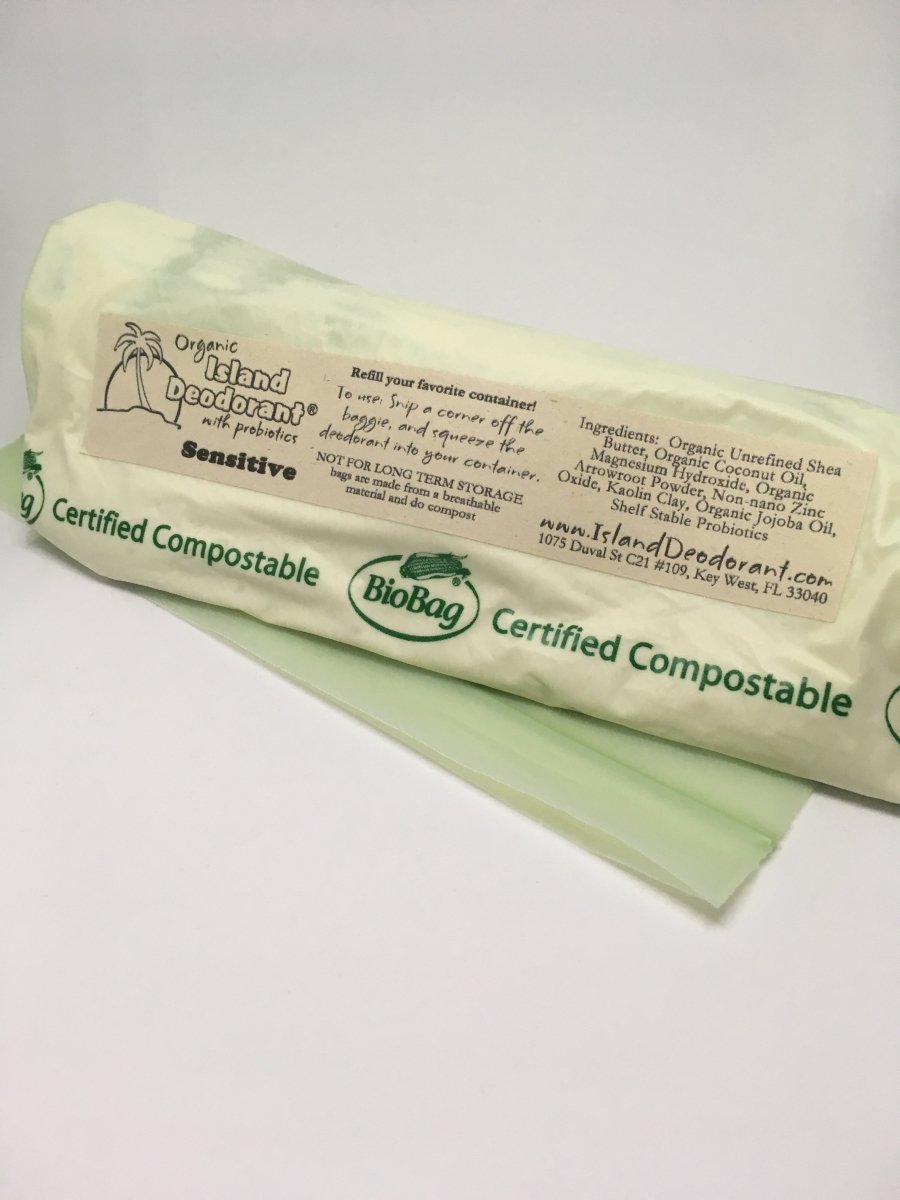 Organic
Island
Deodorant®
with probiotics
Sensitive
Refill your favorite container!
To use: Snip a corner off the
baggie, and squeeze the
deodorant into your container.
NOT FOR LONG TERM STORAGE
bags are made from a breathable
material and do compost
Ingredients: Organic Unrefined Shea
Butter, Organic Coconut Oil,
Magnesium Hydroxide, Organic
Arrowroot Powder, Non-nano Zinc
Oxide, Kaolin Clay, Organic Jojoba Oil,
Shelf Stable Probiotics
www.IslandDeodorant.com
1075 Duval St C21 #109, Key West, FL 33040
g
Certified Compostable
BioBag®
Certified Compostable